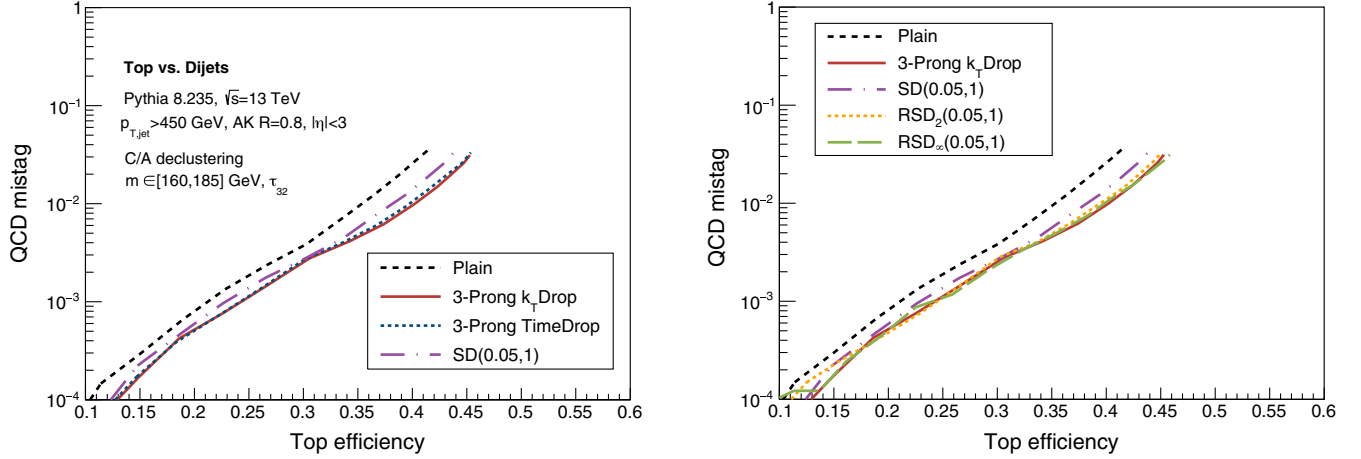 1
10⁻¹
10⁻²
10⁻³
10⁻⁴
QCD mistag
Top vs. Dijets
Pythia 8.235, √s=13 TeV
p_T,jet>450 GeV, AK R=0.8, |η|<3
C/A declustering
m ∈[160,185] GeV, τ₃₂
Plain
3-Prong k_TDrop
3-Prong TimeDrop
SD(0.05,1)
0.1 0.15 0.2 0.25 0.3 0.35 0.4 0.45 0.5 0.55 0.6
Top efficiency
1
10⁻¹
10⁻²
10⁻³
10⁻⁴
QCD mistag
Plain
3-Prong k_TDrop
SD(0.05,1)
RSD₂(0.05,1)
RSD_∞(0.05,1)
0.1 0.15 0.2 0.25 0.3 0.35 0.4 0.45 0.5 0.55 0.6
Top efficiency